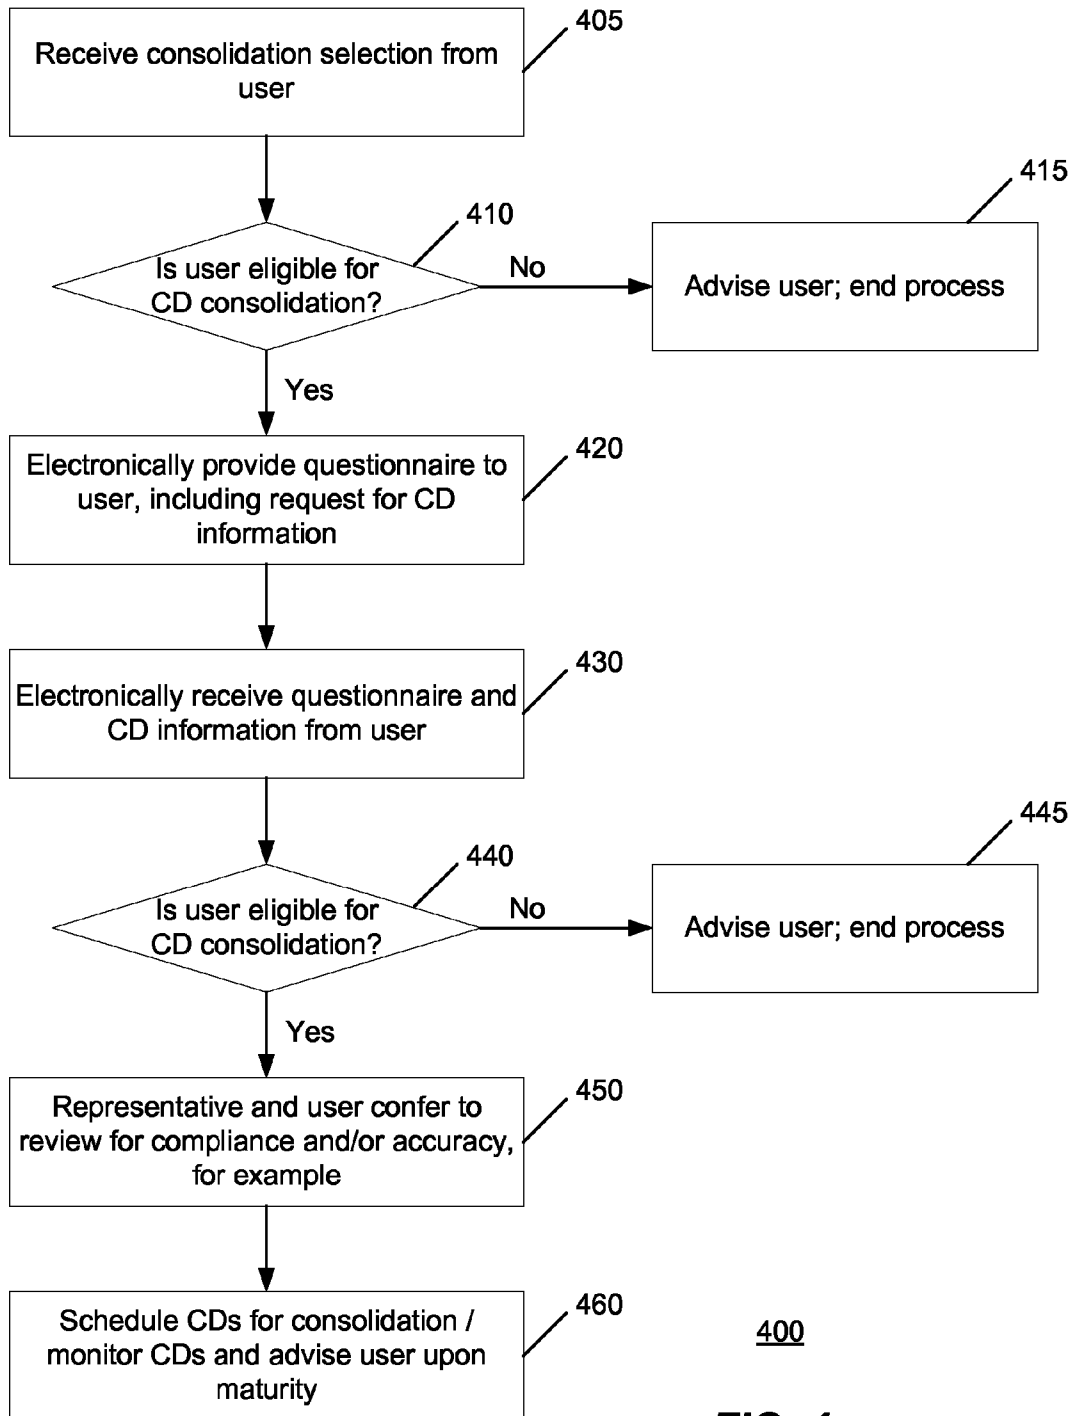 405
Receive consolidation selection from
user
410
415
Is user eligible for
CD consolidation?
No
Advise user; end process
Yes
420
Electronically provide questionnaire to
user, including request for CD
information
430
Electronically receive questionnaire and
CD information from user
440
445
Is user eligible for
CD consolidation?
No
Advise user; end process
Yes
450
Representative and user confer to
review for compliance and/or accuracy,
for example
460
Schedule CDs for consolidation /
monitor CDs and advise user upon
maturity
400